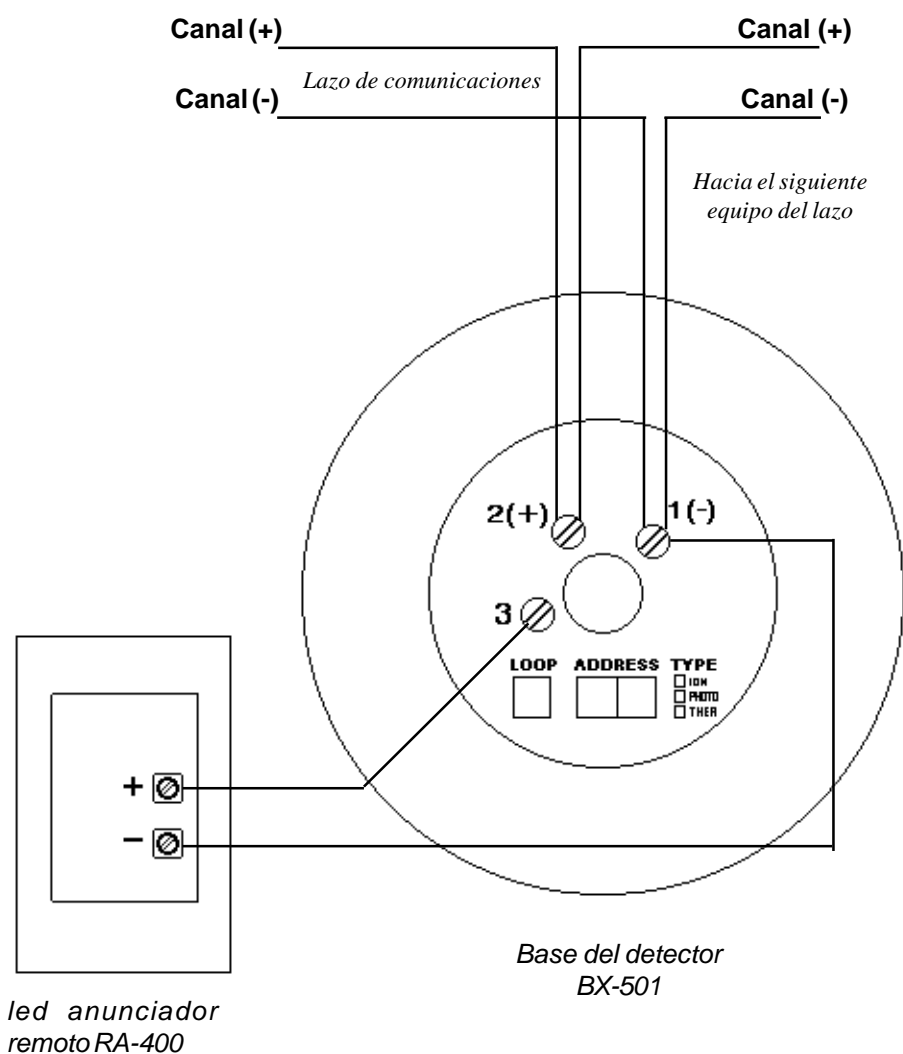 Canal (+)
Canal (+)
Lazo de comunicaciones
Canal (-)
Canal (-)
Hacia el siguiente
equipo del lazo
2(+)
1(-)
3
LOOP ADDRESS TYPE
ION
PHOTO
THER
+
−
Base del detector
BX-501
led anunciador
remoto RA-400